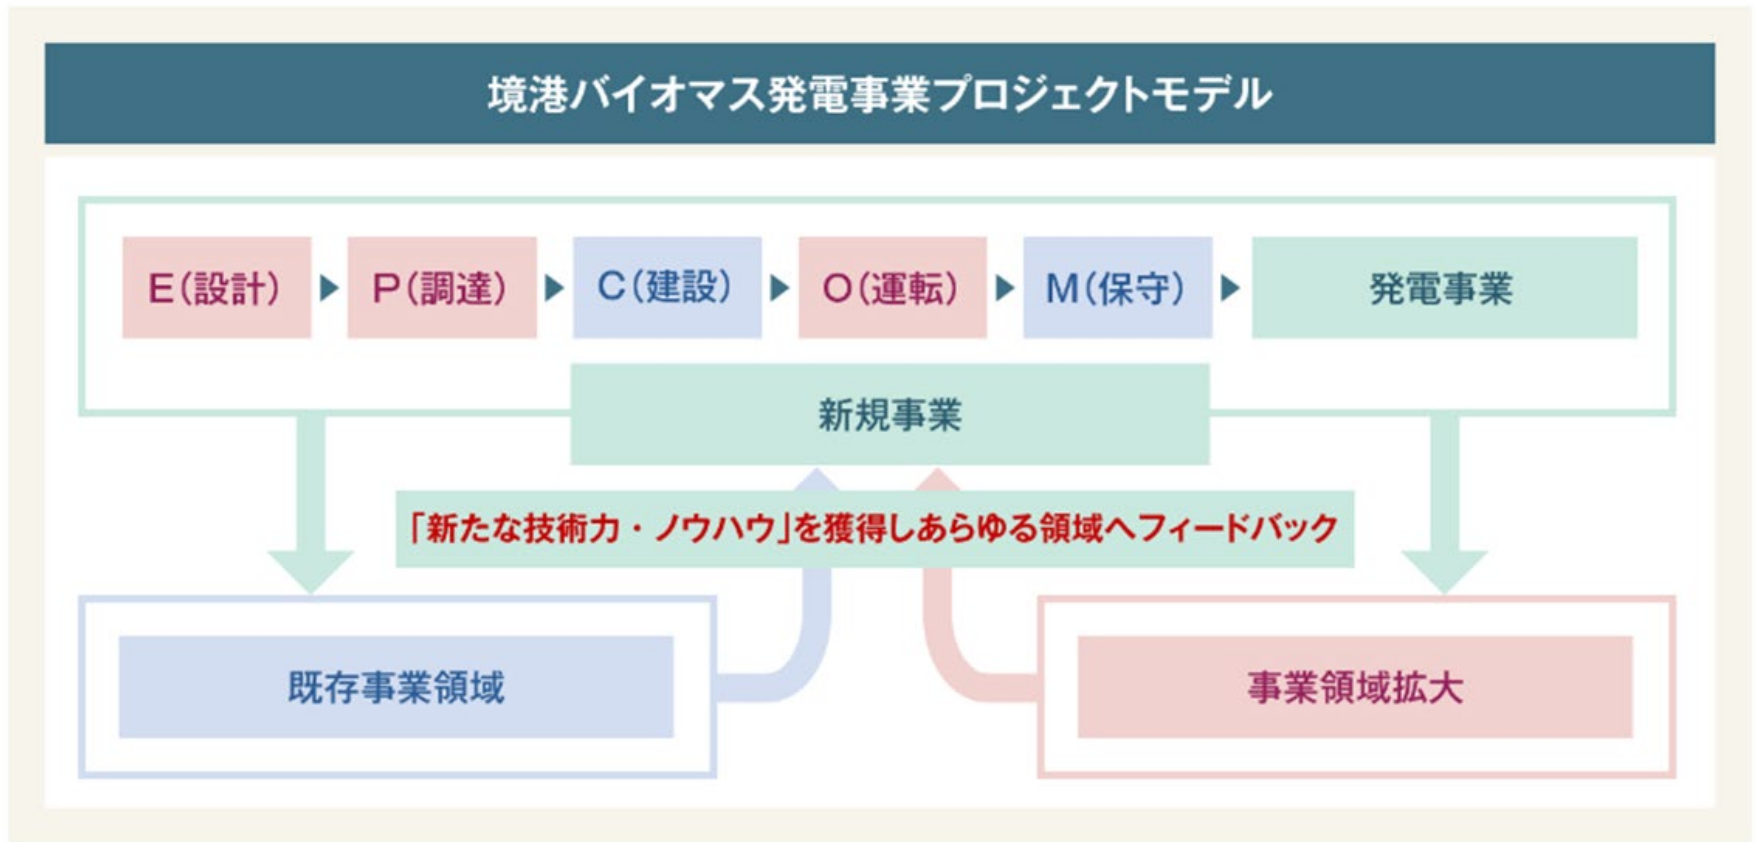 境港バイオマス発電事業プロジェクトモデル
E(設計)
P(調達)
C(建設)
O(運転)
M(保守)
発電事業
新規事業
「新たな技術力・ノウハウ」を獲得しあらゆる領域へフィードバック
既存事業領域
事業領域拡大